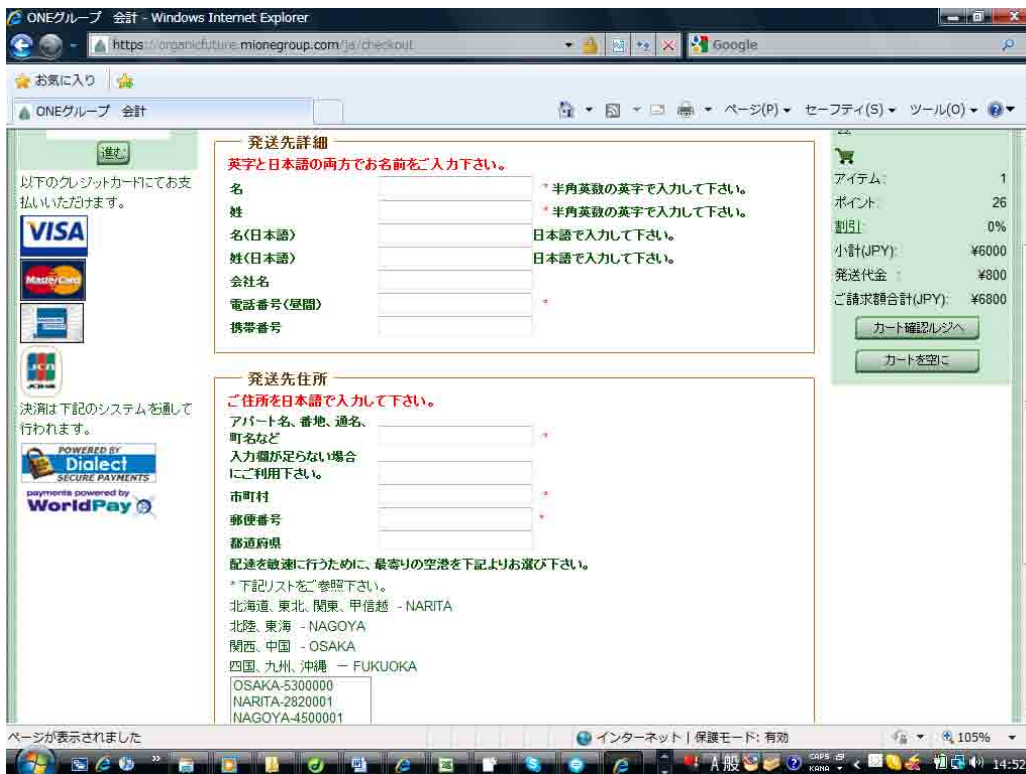 ONEグループ 会計 - Windows Internet Explorer
https://organicfuture.mionegroup.com/ja/checkout
Google
お気に入り
ONEグループ 会計
ページ(P)
セーフティ(S)
ツール(O)
進む
以下のクレジットカードにてお支
払いいただけます。
VISA
MasterCard
JCB
決済は下記のシステムを通して
行われます。
POWERED BY
Dialect
SECURE PAYMENTS
payments powered by
WorldPay
発送先詳細
英字と日本語の両方でお名前をご入力下さい。
名
* 半角英数の英字で入力して下さい。
姓
* 半角英数の英字で入力して下さい。
名(日本語)
日本語で入力して下さい。
姓(日本語)
日本語で入力して下さい。
会社名
電話番号(昼間)
*
携帯番号
発送先住所
ご住所を日本語で入力して下さい。
アパート名、番地、通名、
町名など
*
入力欄が足らない場合
にご利用下さい。
市町村
*
郵便番号
*
都道府県
配達を敏速に行うために、最寄りの空港を下記よりお選び下さい。
* 下記リストをご参照下さい。
北海道、東北、関東、甲信越 - NARITA
北陸、東海 - NAGOYA
関西、中国 - OSAKA
四国、九州、沖縄 ー FUKUOKA
OSAKA-5300000
NARITA-2820001
NAGOYA-4500001
アイテム: 1
ポイント: 26
割引: 0%
小計(JPY): ¥6000
発送代金 : ¥800
ご請求額合計(JPY): ¥6800
カート確認/レジへ
カートを空に
ページが表示されました
インターネット | 保護モード: 有効
105%
A 般
CAPS
KANA
14:52